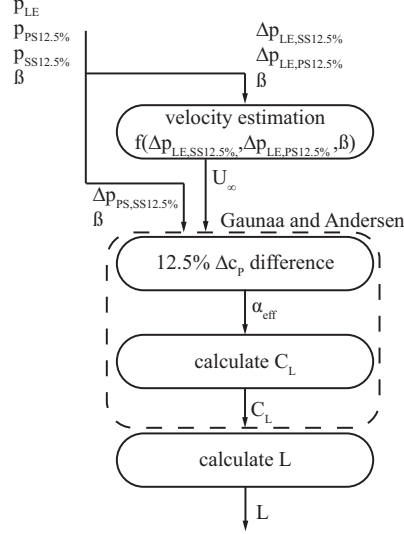 p_LE
p_PS12.5%
p_SS12.5%
ß
Δp_LE,SS12.5%
Δp_LE,PS12.5%
ß
velocity estimation
f(Δp_LE,SS12.5%,,Δp_LE,PS12.5%,ß)
U_∞
Δp_PS,SS12.5%
ß
Gaunaa and Andersen
12.5% Δc_P difference
α_eff
calculate C_L
C_L
calculate L
L